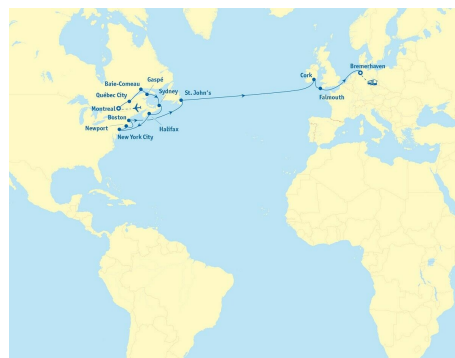 Bremerhaven
Cork
Falmouth
Gaspé
Baie-Comeau
Sydney
Québec City
St. John's
Montreal
Boston
Newport
Halifax
New York City